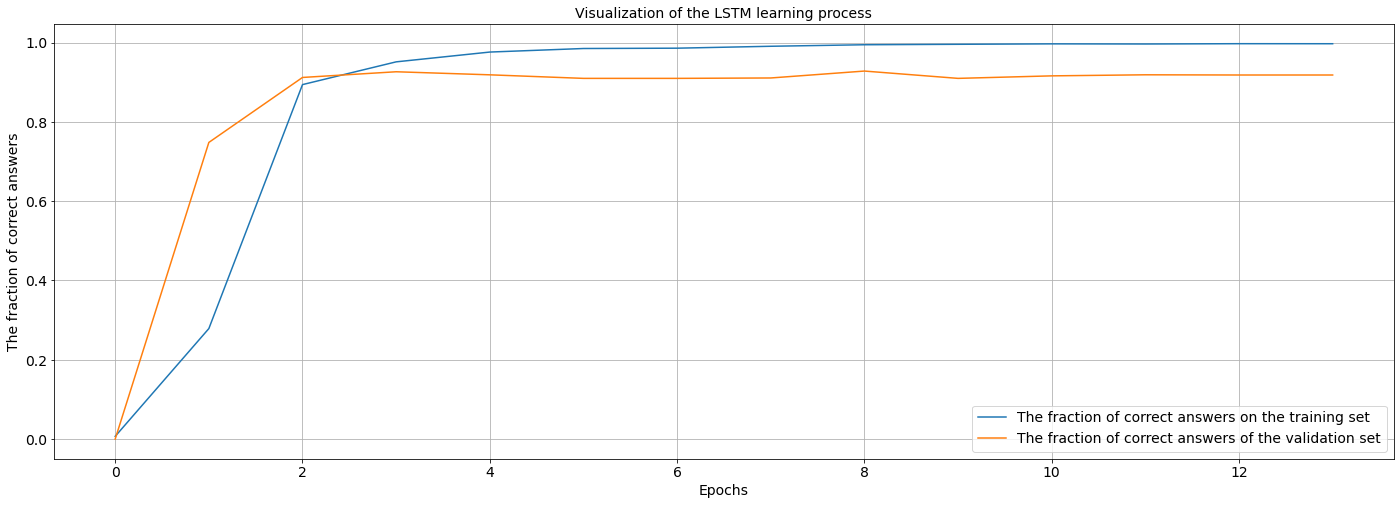 Visualization of the LSTM learning process
The fraction of correct answers
1.0
0.8
0.6
0.4
0.2
0.0
The fraction of correct answers on the training set
The fraction of correct answers of the validation set
0 2 4 6 8 10 12
Epochs